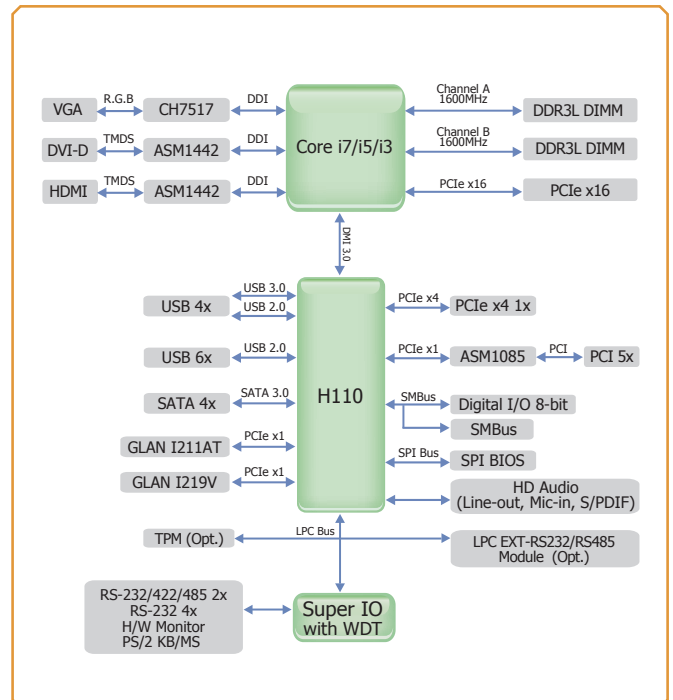 VGA
R.G.B
CH7517
DDI
Core i7/i5/i3
Channel A
1600MHz
DDR3L DIMM
DVI-D
TMDS
ASM1442
DDI
Channel B
1600MHz
DDR3L DIMM
HDMI
TMDS
ASM1442
DDI
PCIe x16
PCIe x16
DMI 3.0
USB 4x
USB 3.0
USB 2.0
H110
PCIe x4
PCIe x4 1x
USB 6x
USB 2.0
PCIe x1
ASM1085
PCI
PCI 5x
SATA 4x
SATA 3.0
SMBus
Digital I/O 8-bit
SMBus
GLAN I211AT
PCIe x1
SPI Bus
SPI BIOS
GLAN I219V
PCIe x1
HD Audio
(Line-out, Mic-in, S/PDIF)
TPM (Opt.)
LPC Bus
LPC EXT-RS232/RS485
Module (Opt.)
RS-232/422/485 2x
RS-232 4x
H/W Monitor
PS/2 KB/MS
Super IO
with WDT